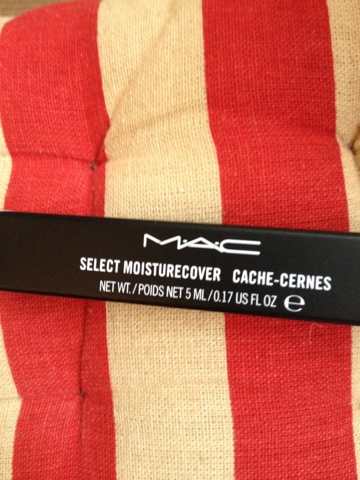 M·A·C
SELECT MOISTURECOVER CACHE-CERNES
NET WT./POIDS NET 5 ML/0.17 US FL OZ ℮